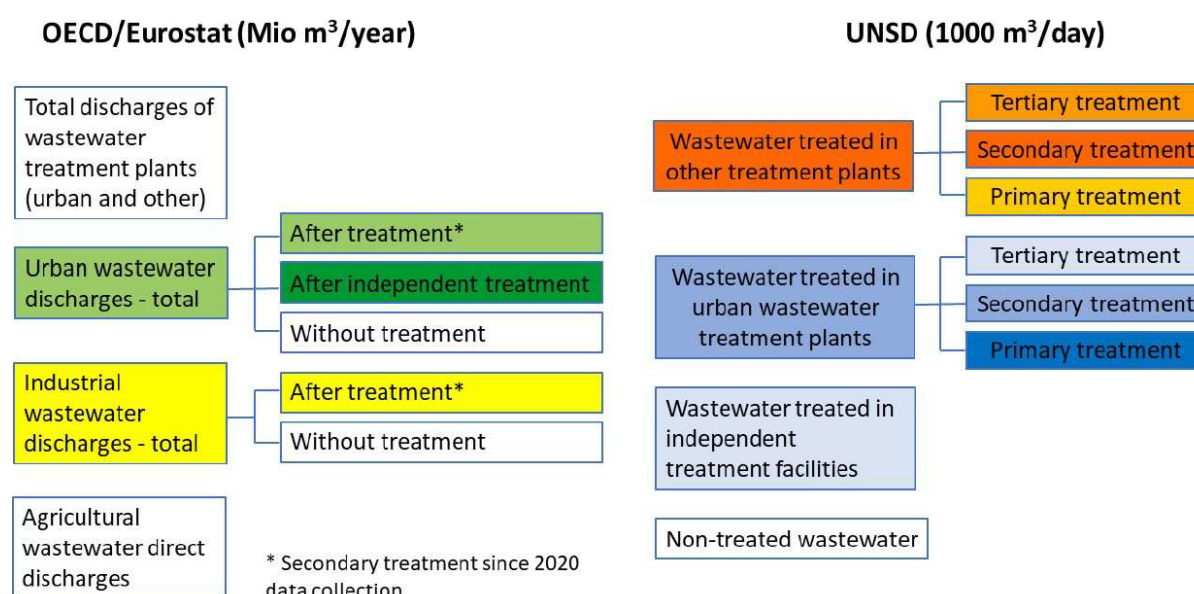 OECD/Eurostat (Mio m³/year)
Total discharges of
wastewater
treatment plants
(urban and other)
Urban wastewater
discharges - total
After treatment*
After independent treatment
Without treatment
Industrial
wastewater
discharges - total
After treatment*
Without treatment
Agricultural
wastewater direct
discharges
* Secondary treatment since 2020
data collection
UNSD (1000 m³/day)
Wastewater treated in
other treatment plants
Tertiary treatment
Secondary treatment
Primary treatment
Wastewater treated in
urban wastewater
treatment plants
Tertiary treatment
Secondary treatment
Primary treatment
Wastewater treated in
independent
treatment facilities
Non-treated wastewater